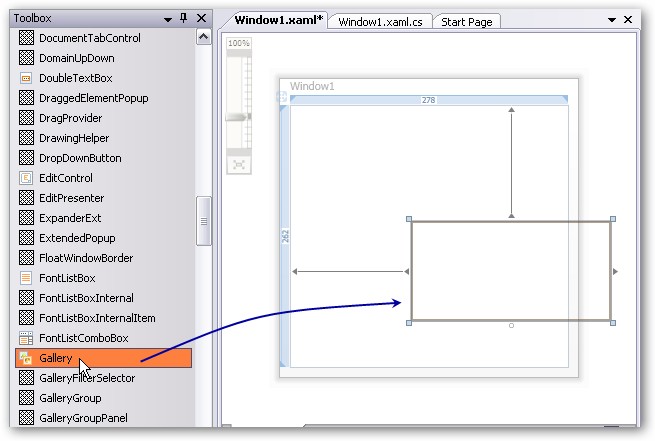 Toolbox
DocumentTabControl
DomainUpDown
DoubleTextBox
DraggedElementPopup
DragProvider
DrawingHelper
DropDownButton
EditControl
EditPresenter
ExpanderExt
ExtendedPopup
FloatWindowBorder
FontListBox
FontListBoxInternal
FontListBoxInternalItem
FontListComboBox
Gallery
GalleryFilterSelector
GalleryGroup
GalleryGroupPanel
Window1.xaml* Window1.xaml.cs Start Page
100%
Window1
278
262